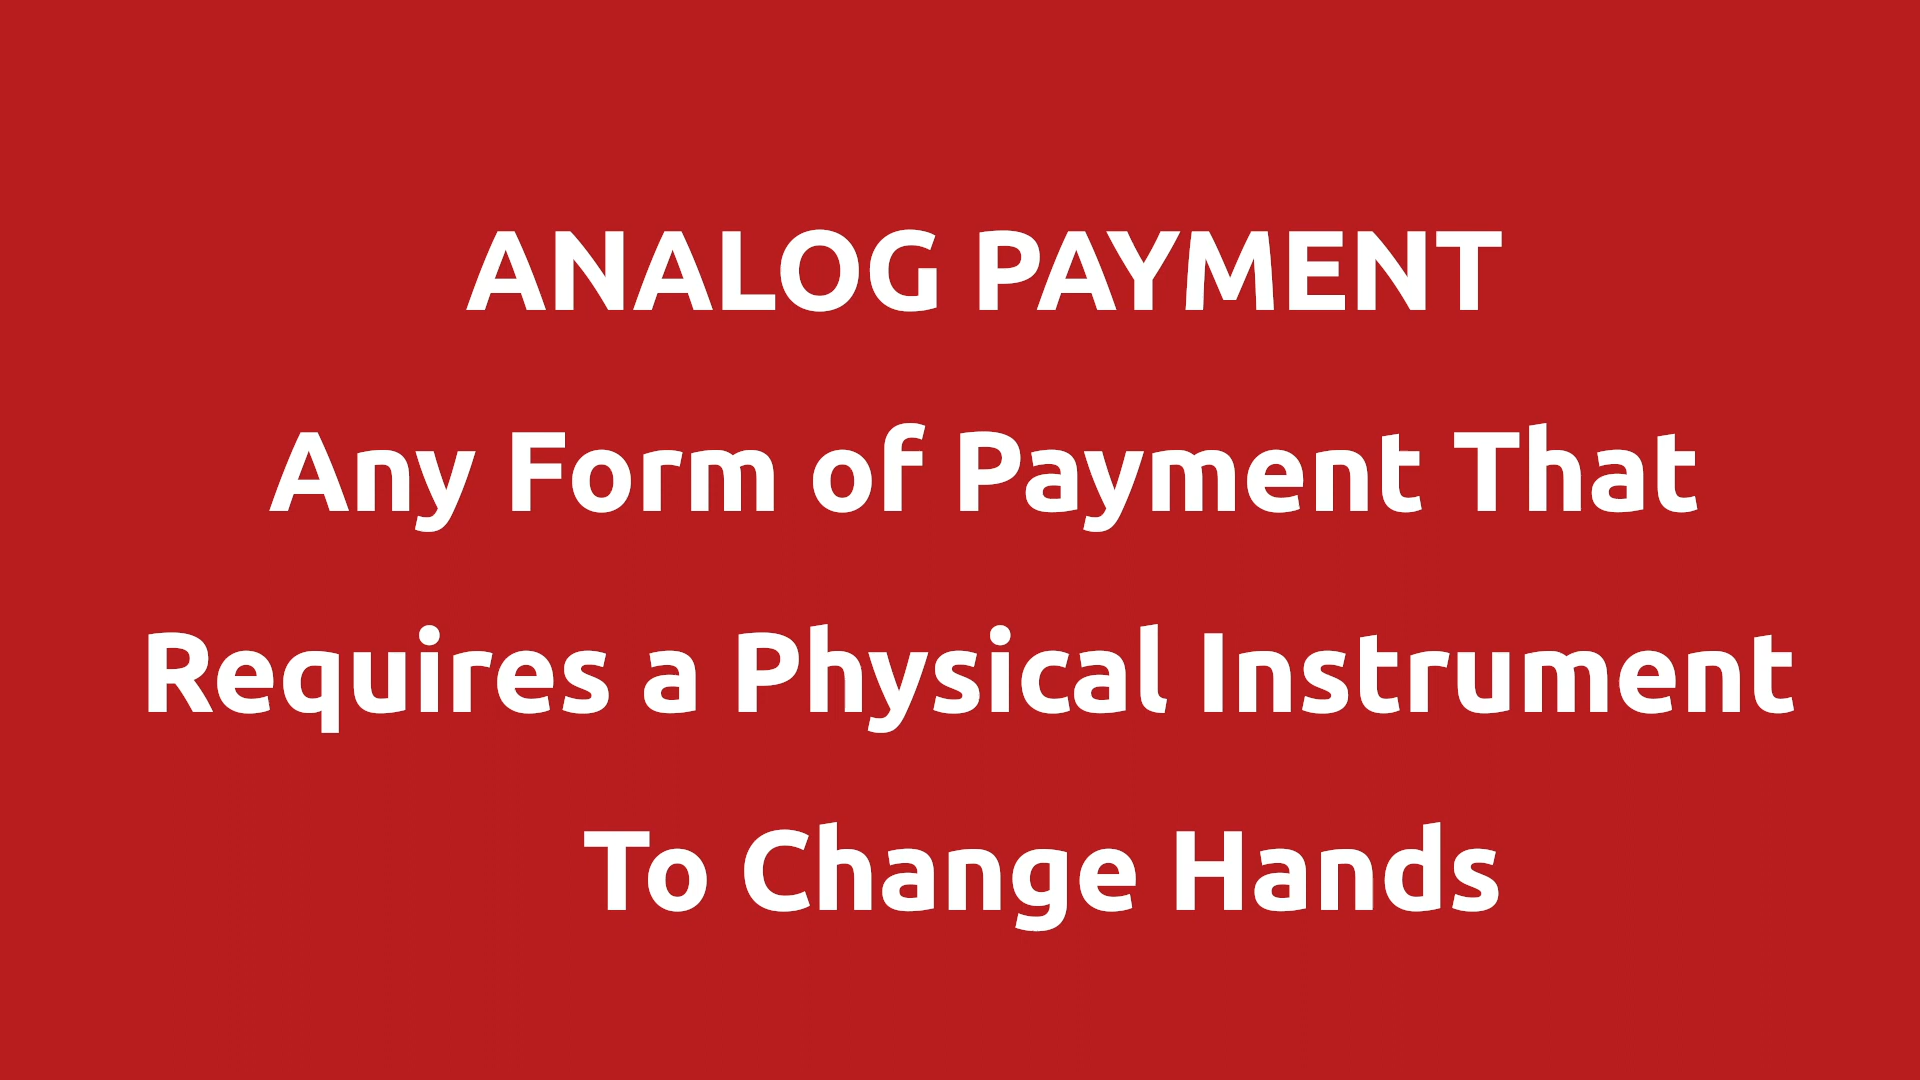 ANALOG PAYMENT
Any Form of Payment That
Requires a Physical Instrument
To Change Hands